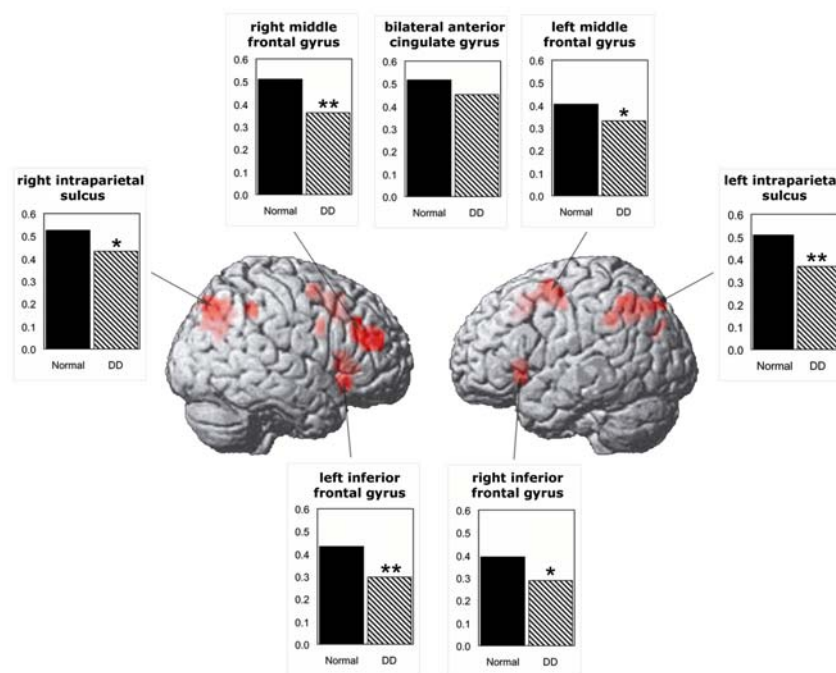 right middle
frontal gyrus
0.6
0.5
0.4
0.3
0.2
0.1
0.0
**
Normal DD
bilateral anterior
cingulate gyrus
0.6
0.5
0.4
0.3
0.2
0.1
0.0
Normal DD
left middle
frontal gyrus
0.6
0.5
0.4
0.3
0.2
0.1
0.0
*
Normal DD
right intraparietal
sulcus
0.6
0.5
0.4
0.3
0.2
0.1
0.0
*
Normal DD
left intraparieta
sulcus
0.6
0.5
0.4
0.3
0.2
0.1
0.0
**
Normal DD
left inferior
frontal gyrus
0.6
0.5
0.4
0.3
0.2
0.1
0.0
**
Normal DD
right inferior
frontal gyrus
0.6
0.5
0.4
0.3
0.2
0.1
0.0
*
Normal DD